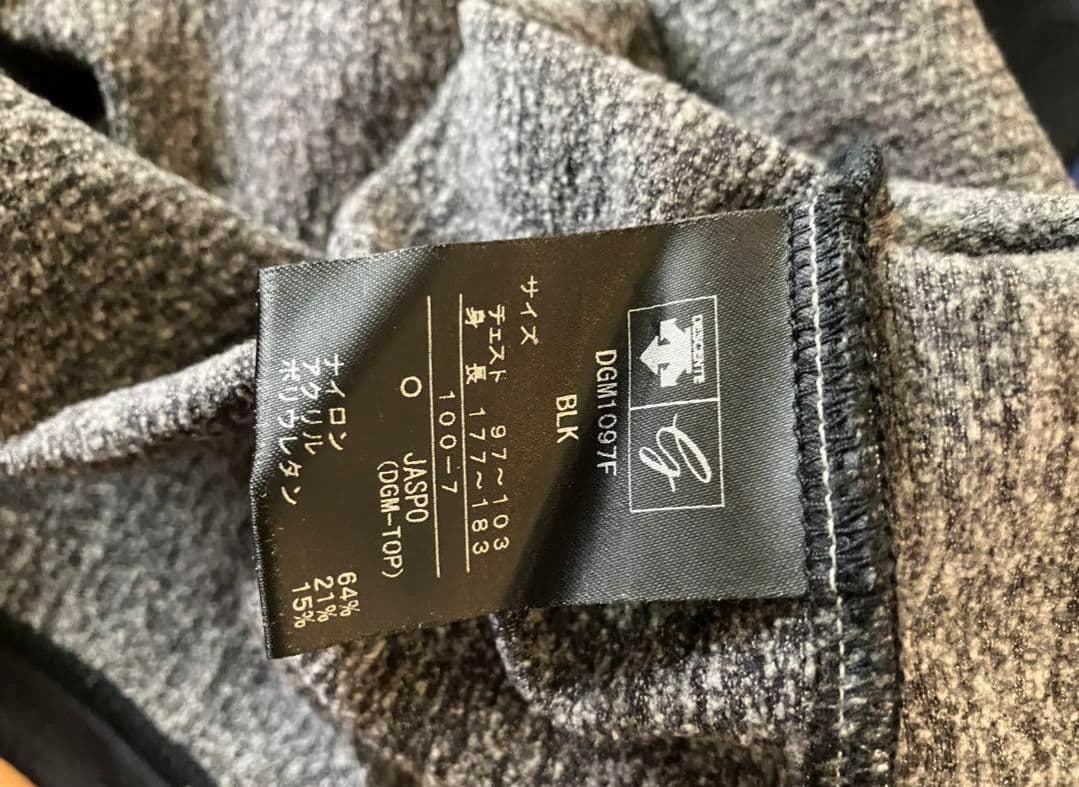 DESCENTE
DGM1097F
BLK
サイズ
チェスト 97~103
身長 177~183
100-7
O JASPO
(DGM-TOP)
ナイロン 64%
アクリル 21%
ポリウレタン 15%